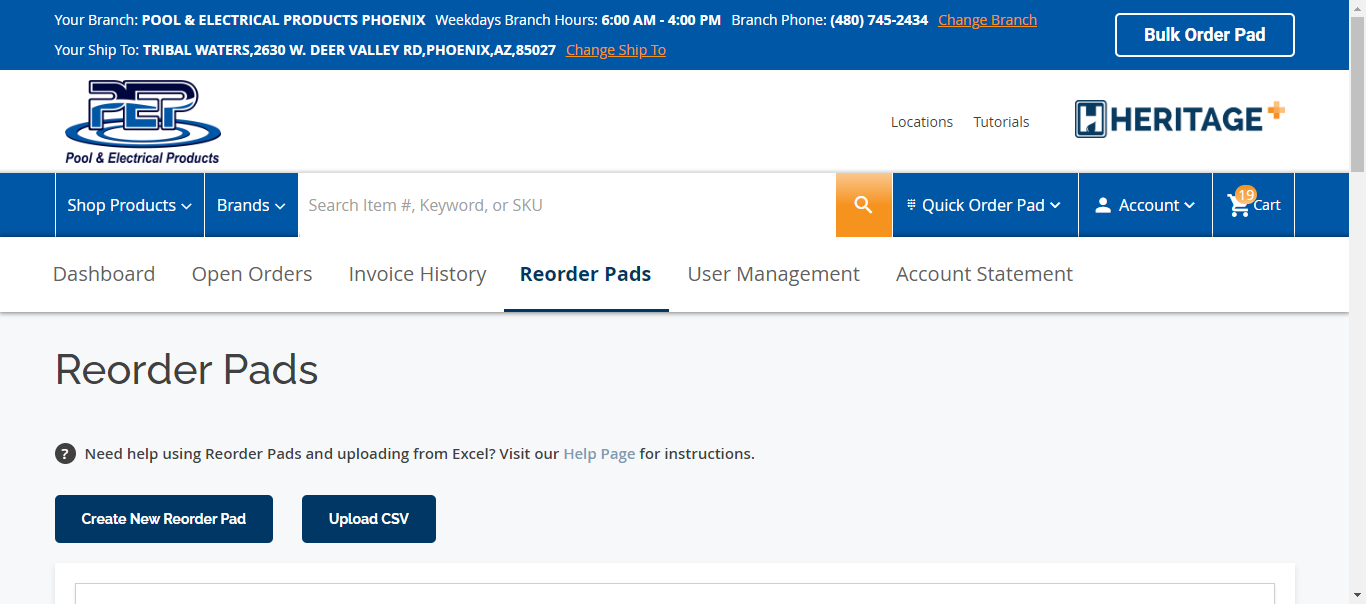 Your Branch: POOL & ELECTRICAL PRODUCTS PHOENIX Weekdays Branch Hours: 6:00 AM - 4:00 PM Branch Phone: (480) 745-2434 Change Branch
Your Ship To: TRIBAL WATERS,2630 W. DEER VALLEY RD,PHOENIX,AZ,85027 Change Ship To
Bulk Order Pad
PEP
Pool & Electrical Products
Locations Tutorials
H HERITAGE+
Shop Products Brands Search Item #, Keyword, or SKU Quick Order Pad Account 19 Cart
Dashboard Open Orders Invoice History Reorder Pads User Management Account Statement
Reorder Pads
? Need help using Reorder Pads and uploading from Excel? Visit our Help Page for instructions.
Create New Reorder Pad Upload CSV